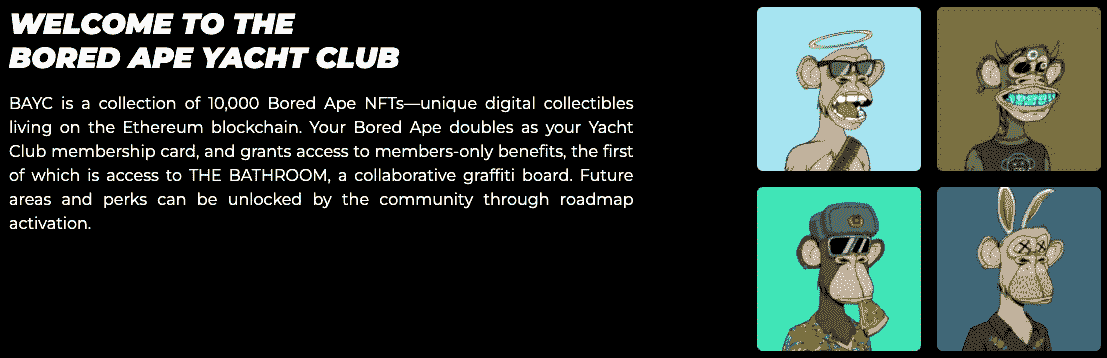 WELCOME TO THE
BORED APE YACHT CLUB
BAYC is a collection of 10,000 Bored Ape NFTs—unique digital collectibles
living on the Ethereum blockchain. Your Bored Ape doubles as your Yacht
Club membership card, and grants access to members-only benefits, the first
of which is access to THE BATHROOM, a collaborative graffiti board. Future
areas and perks can be unlocked by the community through roadmap
activation.